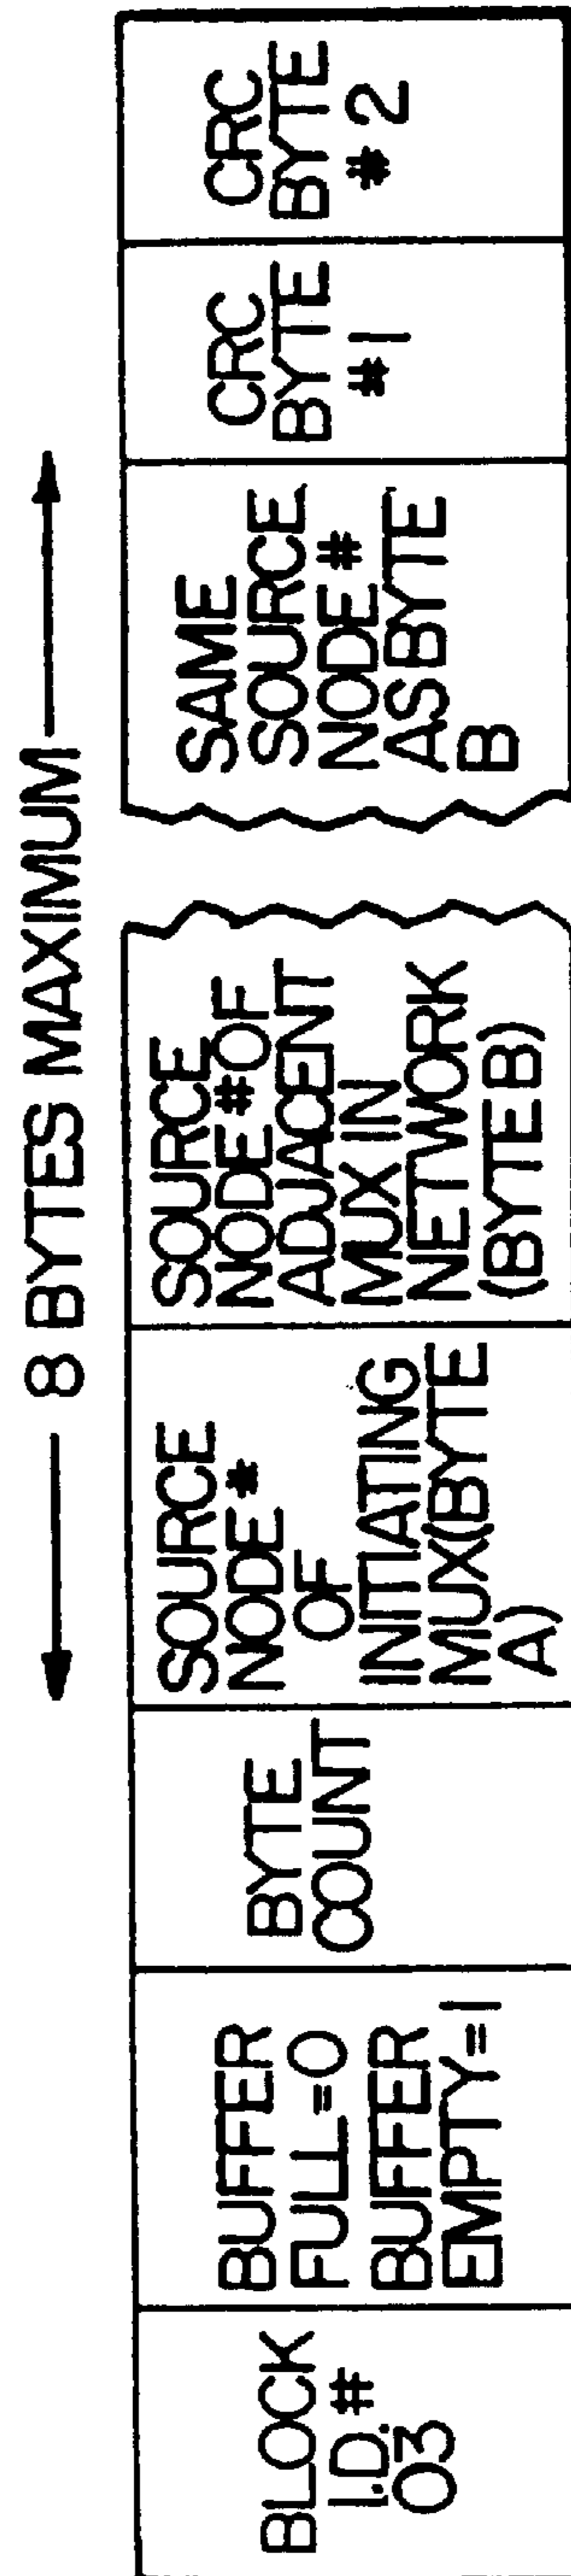 8 BYTES MAXIMUM
BLOCK
I.D.#
03
BUFFER
FULL=0
BUFFER
EMPTY=1
BYTE
COUNT
SOURCE
NODE #
OF
INITIATING
MUX(BYTE
A)
SOURCE
NODE # OF
ADJACENT
MUX IN
NETWORK
(BYTE B)
SAME
SOURCE
NODE #
AS BYTE
B
CRC
BYTE
#1
CRC
BYTE
#2